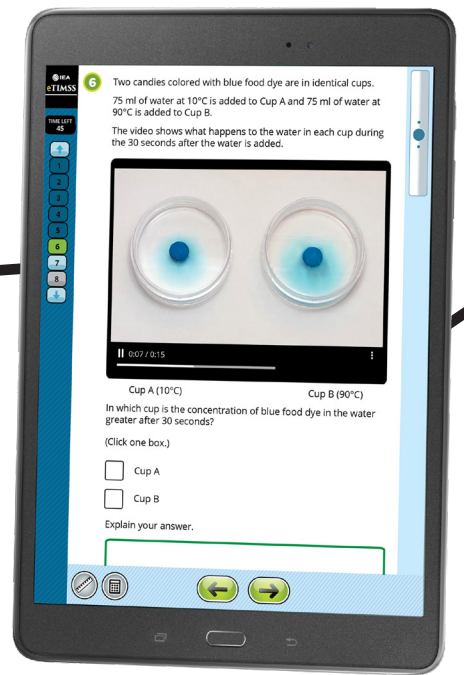 IEA
eTIMSS
TIME LEFT
45
1
2
3
4
5
6
7
8
6
Two candies colored with blue food dye are in identical cups.
75 ml of water at 10°C is added to Cup A and 75 ml of water at
90°C is added to Cup B.
The video shows what happens to the water in each cup during
the 30 seconds after the water is added.
0:07 / 0:15
Cup A (10°C)
Cup B (90°C)
In which cup is the concentration of blue food dye in the water
greater after 30 seconds?
(Click one box.)
Cup A
Cup B
Explain your answer.